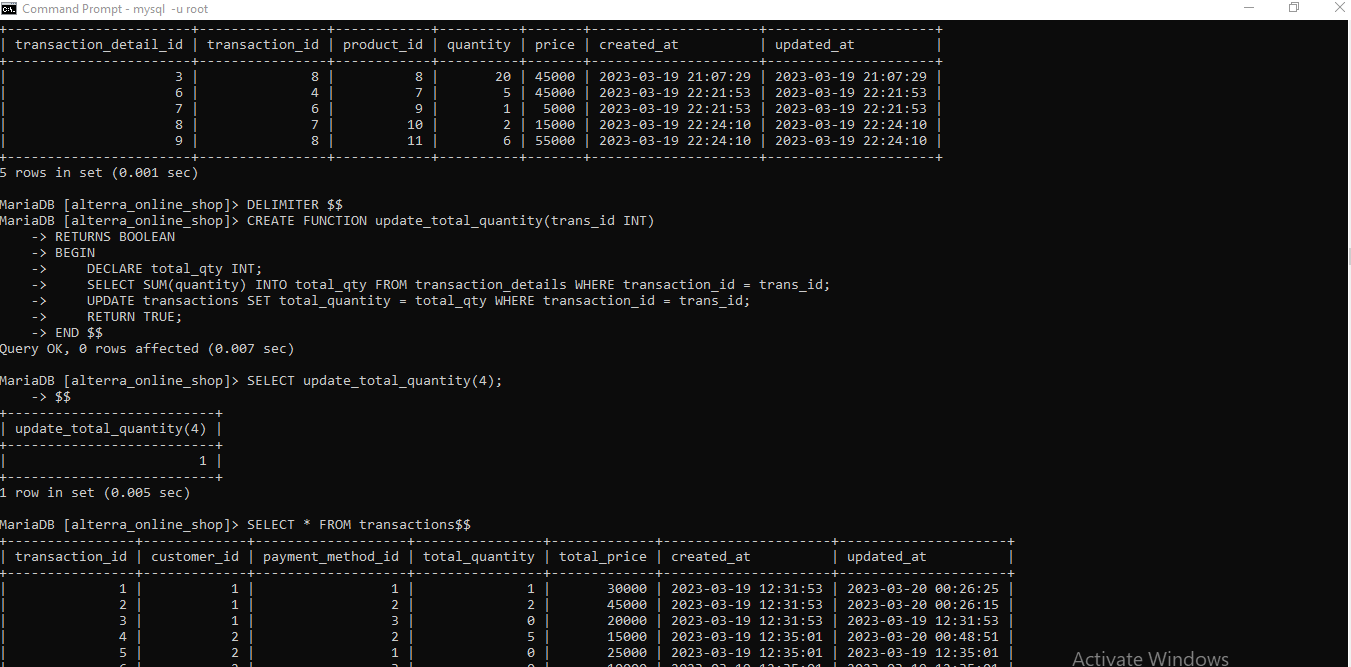 Command Prompt - mysql -u root
| transaction_detail_id | transaction_id | product_id | quantity | price | created_at | updated_at |
| 3 | 8 | 8 | 20 | 45000 | 2023-03-19 21:07:29 | 2023-03-19 21:07:29 |
| 6 | 4 | 7 | 5 | 45000 | 2023-03-19 22:21:53 | 2023-03-19 22:21:53 |
| 7 | 6 | 9 | 1 | 5000 | 2023-03-19 22:21:53 | 2023-03-19 22:21:53 |
| 8 | 7 | 10 | 2 | 15000 | 2023-03-19 22:24:10 | 2023-03-19 22:24:10 |
| 9 | 8 | 11 | 6 | 55000 | 2023-03-19 22:24:10 | 2023-03-19 22:24:10 |
5 rows in set (0.001 sec)
MariaDB [alterra_online_shop]> DELIMITER $$
MariaDB [alterra_online_shop]> CREATE FUNCTION update_total_quantity(trans_id INT)
-> RETURNS BOOLEAN
-> BEGIN
-> DECLARE total_qty INT;
-> SELECT SUM(quantity) INTO total_qty FROM transaction_details WHERE transaction_id = trans_id;
-> UPDATE transactions SET total_quantity = total_qty WHERE transaction_id = trans_id;
-> RETURN TRUE;
-> END $$
Query OK, 0 rows affected (0.007 sec)
MariaDB [alterra_online_shop]> SELECT update_total_quantity(4);
-> $$
| update_total_quantity(4) |
| 1 |
1 row in set (0.005 sec)
MariaDB [alterra_online_shop]> SELECT * FROM transactions$$
| transaction_id | customer_id | payment_method_id | total_quantity | total_price | created_at | updated_at |
| 1 | 1 | 1 | 1 | 30000 | 2023-03-19 12:31:53 | 2023-03-20 00:26:25 |
| 2 | 1 | 2 | 2 | 45000 | 2023-03-19 12:31:53 | 2023-03-20 00:26:15 |
| 3 | 1 | 3 | 0 | 20000 | 2023-03-19 12:31:53 | 2023-03-19 12:31:53 |
| 4 | 2 | 2 | 5 | 15000 | 2023-03-19 12:35:01 | 2023-03-20 00:48:51 |
| 5 | 2 | 1 | 0 | 25000 | 2023-03-19 12:35:01 | 2023-03-19 12:35:01 |
Activate Windows